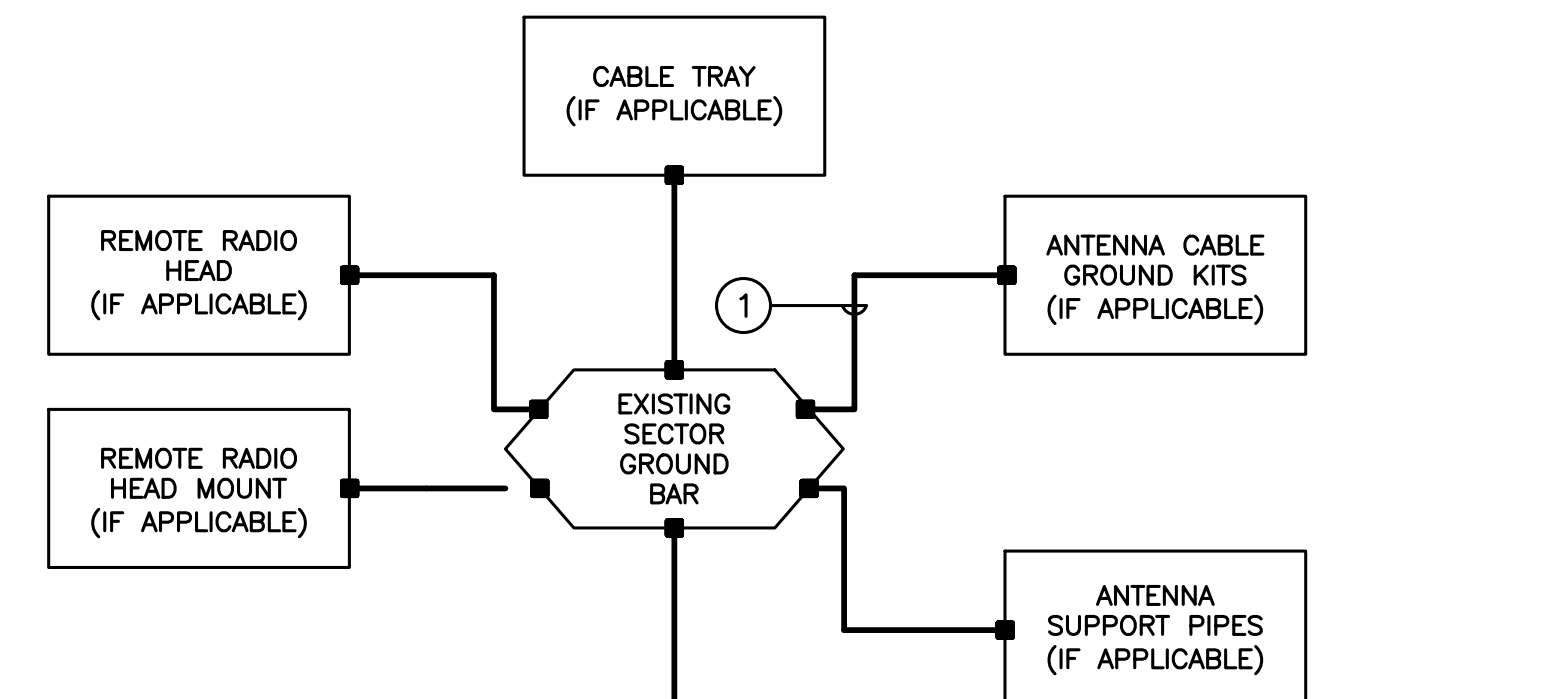 CABLE TRAY
(IF APPLICABLE)
REMOTE RADIO
HEAD
(IF APPLICABLE)
1
ANTENNA CABLE
GROUND KITS
(IF APPLICABLE)
EXISTING
SECTOR
GROUND
BAR
REMOTE RADIO
HEAD MOUNT
(IF APPLICABLE)
ANTENNA
SUPPORT PIPES
(IF APPLICABLE)